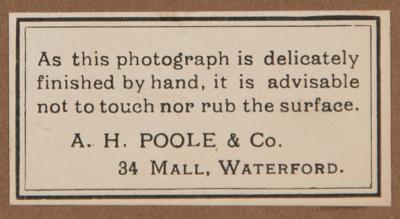 As this photograph is delicately
finished by hand, it is advisable
not to touch nor rub the surface.
A. H. POOLE & Co.
34 MALL, WATERFORD.